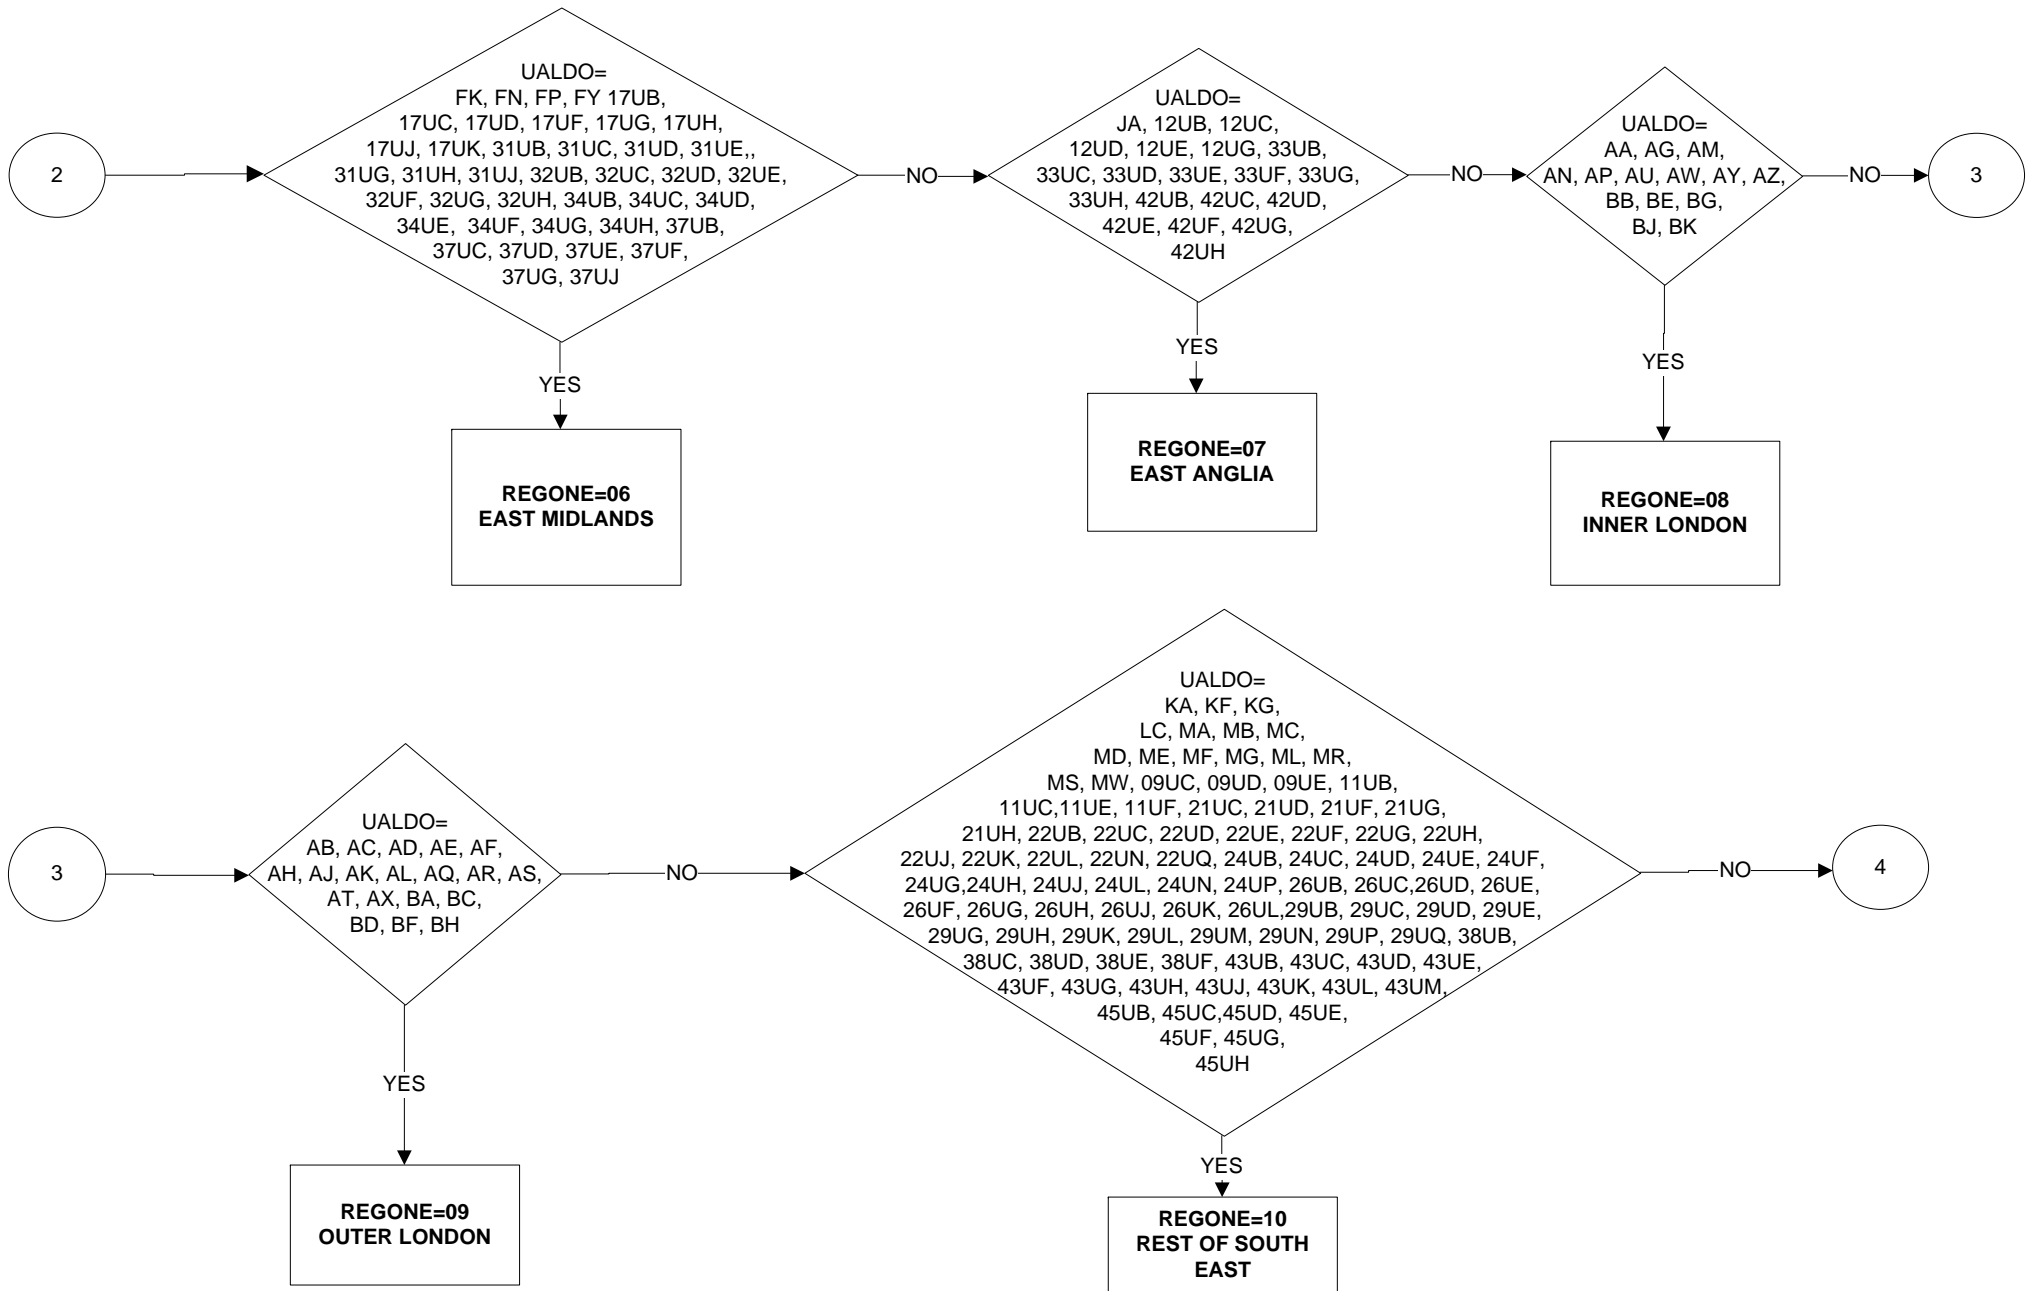 2
UALDO=
FK, FN, FP, FY 17UB,
17UC, 17UD, 17UF, 17UG, 17UH,
17UJ, 17UK, 31UB, 31UC, 31UD, 31UE,,
31UG, 31UH, 31UJ, 32UB, 32UC, 32UD, 32UE,
32UF, 32UG, 32UH, 34UB, 34UC, 34UD,
34UE, 34UF, 34UG, 34UH, 37UB,
37UC, 37UD, 37UE, 37UF,
37UG, 37UJ
NO
UALDO=
JA, 12UB, 12UC,
12UD, 12UE, 12UG, 33UB,
33UC, 33UD, 33UE, 33UF, 33UG,
33UH, 42UB, 42UC, 42UD,
42UE, 42UF, 42UG,
42UH
NO
UALDO=
AA, AG, AM,
AN, AP, AU, AW, AY, AZ,
BB, BE, BG,
BJ, BK
NO
3
YES
YES
YES
REGONE=06
EAST MIDLANDS
REGONE=07
EAST ANGLIA
REGONE=08
INNER LONDON
3
UALDO=
AB, AC, AD, AE, AF,
AH, AJ, AK, AL, AQ, AR, AS,
AT, AX, BA, BC,
BD, BF, BH
NO
UALDO=
KA, KF, KG,
LC, MA, MB, MC,
MD, ME, MF, MG, ML, MR,
MS, MW, 09UC, 09UD, 09UE, 11UB,
11UC,11UE, 11UF, 21UC, 21UD, 21UF, 21UG,
21UH, 22UB, 22UC, 22UD, 22UE, 22UF, 22UG, 22UH,
22UJ, 22UK, 22UL, 22UN, 22UQ, 24UB, 24UC, 24UD, 24UE, 24UF,
24UG,24UH, 24UJ, 24UL, 24UN, 24UP, 26UB, 26UC,26UD, 26UE,
26UF, 26UG, 26UH, 26UJ, 26UK, 26UL,29UB, 29UC, 29UD, 29UE,
29UG, 29UH, 29UK, 29UL, 29UM, 29UN, 29UP, 29UQ, 38UB,
38UC, 38UD, 38UE, 38UF, 43UB, 43UC, 43UD, 43UE,
43UF, 43UG, 43UH, 43UJ, 43UK, 43UL, 43UM,
45UB, 45UC,45UD, 45UE,
45UF, 45UG,
45UH
NO
4
YES
YES
REGONE=09
OUTER LONDON
REGONE=10
REST OF SOUTH
EAST